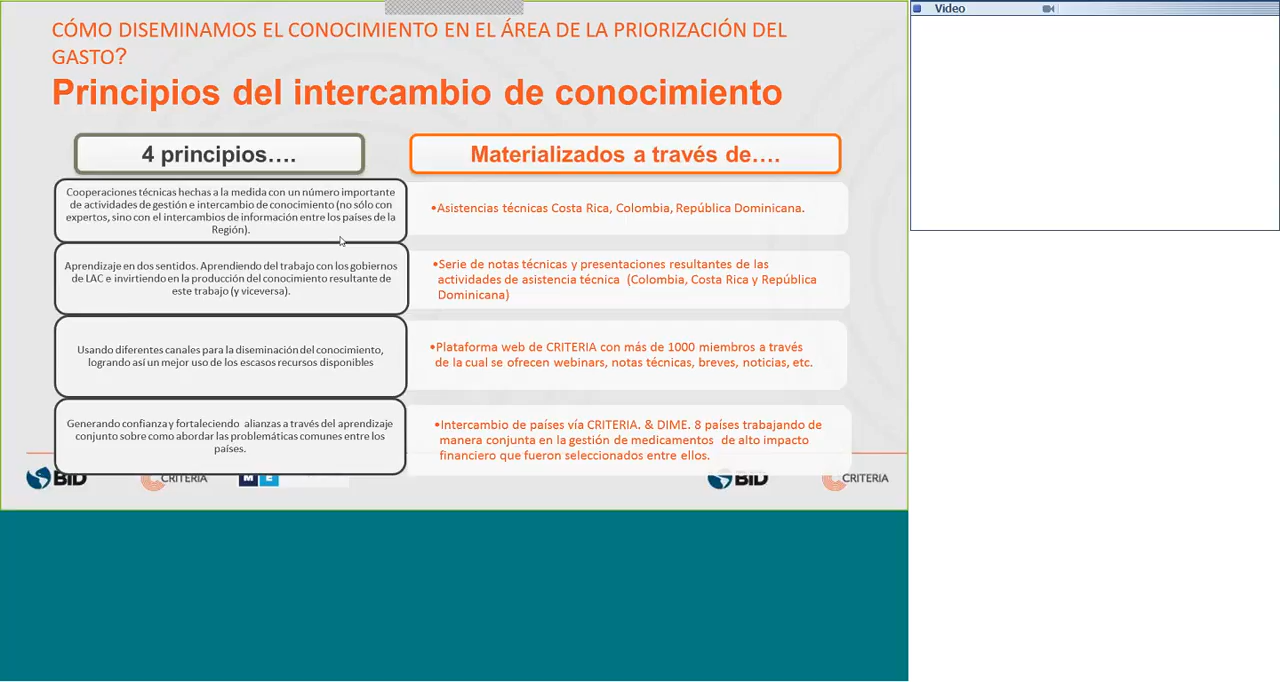 CÓMO DISEMINAMOS EL CONOCIMIENTO EN EL ÁREA DE LA PRIORIZACIÓN DEL
GASTO?
Principios del intercambio de conocimiento
4 principios....
Materializados a través de....
Cooperaciones técnicas hechas a la medida con un número importante
de actividades de gestión e intercambio de conocimiento (no sólo con
expertos, sino con el intercambios de información entre los países de la
Región).
•Asistencias técnicas Costa Rica, Colombia, República Dominicana.
Aprendizaje en dos sentidos. Aprendiendo del trabajo con los gobiernos
de LAC e invirtiendo en la producción del conocimiento resultante de
este trabajo (y viceversa).
•Serie de notas técnicas y presentaciones resultantes de las
actividades de asistencia técnica (Colombia, Costa Rica y República
Dominicana)
Usando diferentes canales para la diseminación del conocimiento,
logrando así un mejor uso de los escasos recursos disponibles
•Plataforma web de CRITERIA con más de 1000 miembros a través
de la cual se ofrecen webinars, notas técnicas, breves, noticias, etc.
Generando confianza y fortaleciendo alianzas a través del aprendizaje
conjunto sobre como abordar las problemáticas comunes entre los
países.
•Intercambio de países vía CRITERIA. & DIME. 8 países trabajando de
manera conjunta en la gestión de medicamentos de alto impacto
financiero que fueron seleccionados entre ellos.
BID
CRITERIA
M E
BID
CRITERIA
Video